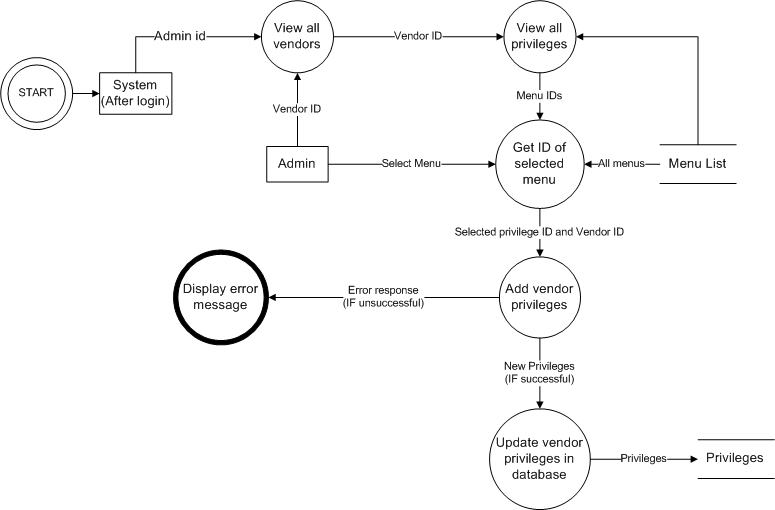 View all
vendors
View all
privileges
Admin id
Vendor ID
START
System
(After login)
Vendor ID
Menu IDs
Admin
Select Menu
Get ID of
selected
menu
All menus
Menu List
Selected privilege ID and Vendor ID
Display error
message
Error response
(IF unsuccessful)
Add vendor
privileges
New Privileges
(IF successful)
Update vendor
privileges in
database
Privileges
Privileges